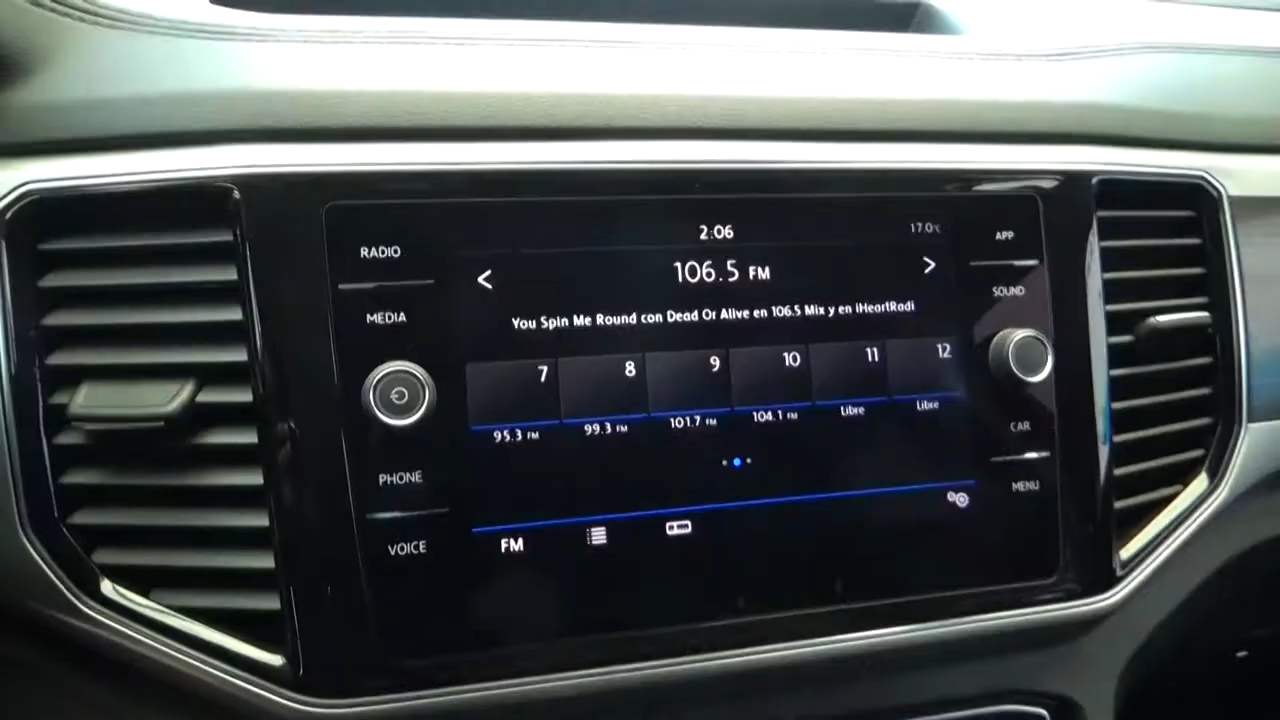 2:06
17.0°C
RADIO
MEDIA
PHONE
VOICE
106.5 FM
You Spin Me Round con Dead Or Alive en 106.5 Mix y en iHeartRadi
7 8 9 10 11 12
95.3 FM 99.3 FM 101.7 FM 104.1 FM Libre Libre
FM
APP
SOUND
CAR
MENU